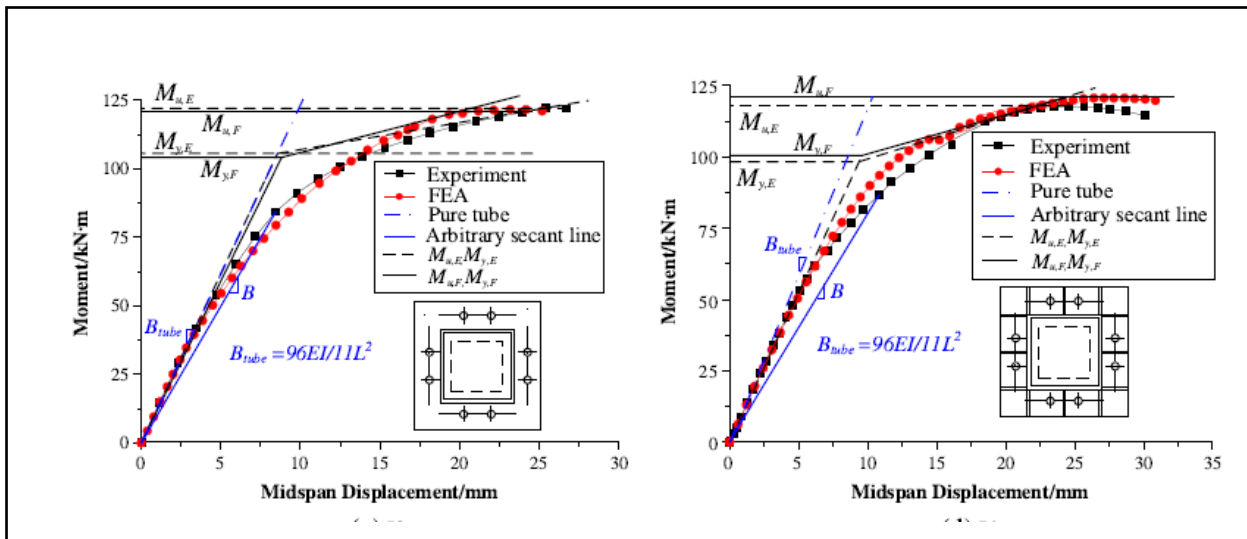 125
100
75
50
25
0
Moment/kN·m
M_{u,E}
M_{u,F}
M_{y,E}
M_{y,F}
Experiment
FEA
Pure tube
Arbitrary secant line
M_{u,E},M_{y,E}
M_{u,F},M_{y,F}
B_{tube}
B
B_{tube} =96EI/11L²
0 5 10 15 20 25 30
Midspan Displacement/mm
125
100
75
50
25
0
Moment/kN·m
M_{u,F}
M_{u,E}
M_{y,F}
M_{y,E}
Experiment
FEA
Pure tube
Arbitrary secant line
M_{u,E},M_{y,E}
M_{u,F},M_{y,F}
B_{tube}
B
B_{tube} =96EI/11L²
0 5 10 15 20 25 30 35
Midspan Displacement/mm